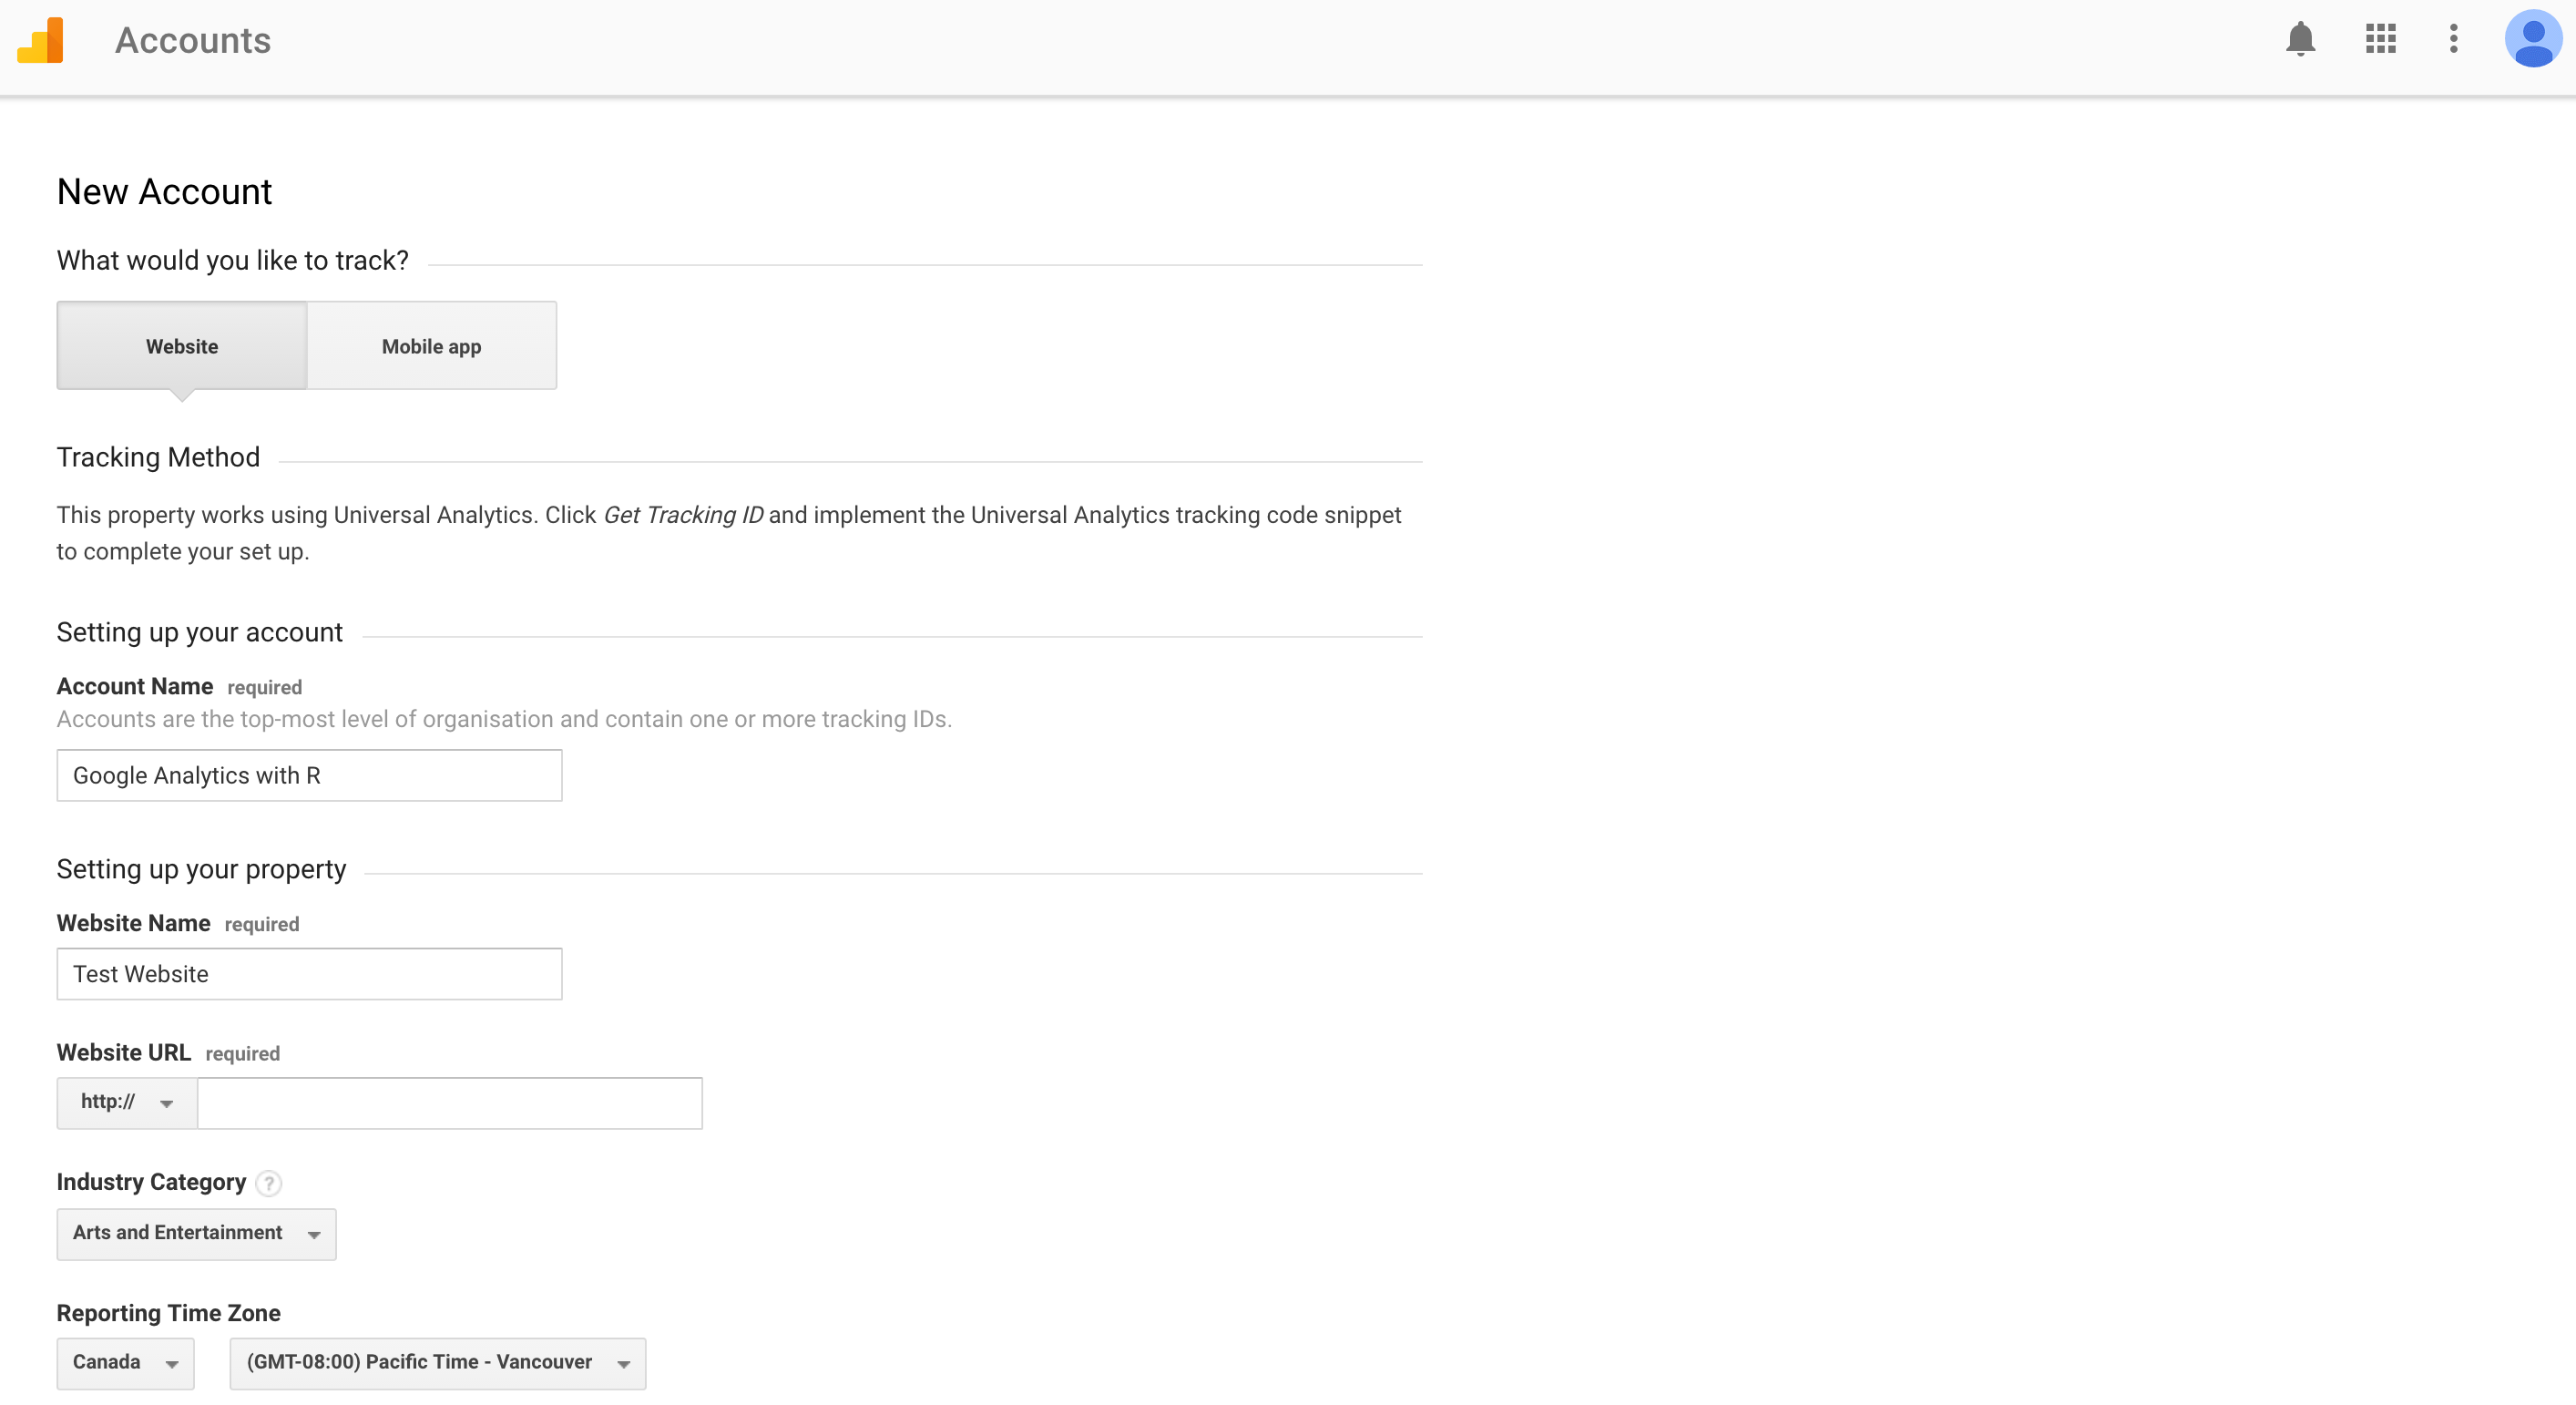 Accounts
New Account
What would you like to track?
Website
Mobile app
Tracking Method
This property works using Universal Analytics. Click Get Tracking ID and implement the Universal Analytics tracking code snippet
to complete your set up.
Setting up your account
Account Name required
Accounts are the top-most level of organisation and contain one or more tracking IDs.
Google Analytics with R
Setting up your property
Website Name required
Test Website
Website URL required
http://
Industry Category ?
Arts and Entertainment
Reporting Time Zone
Canada (GMT-08:00) Pacific Time - Vancouver